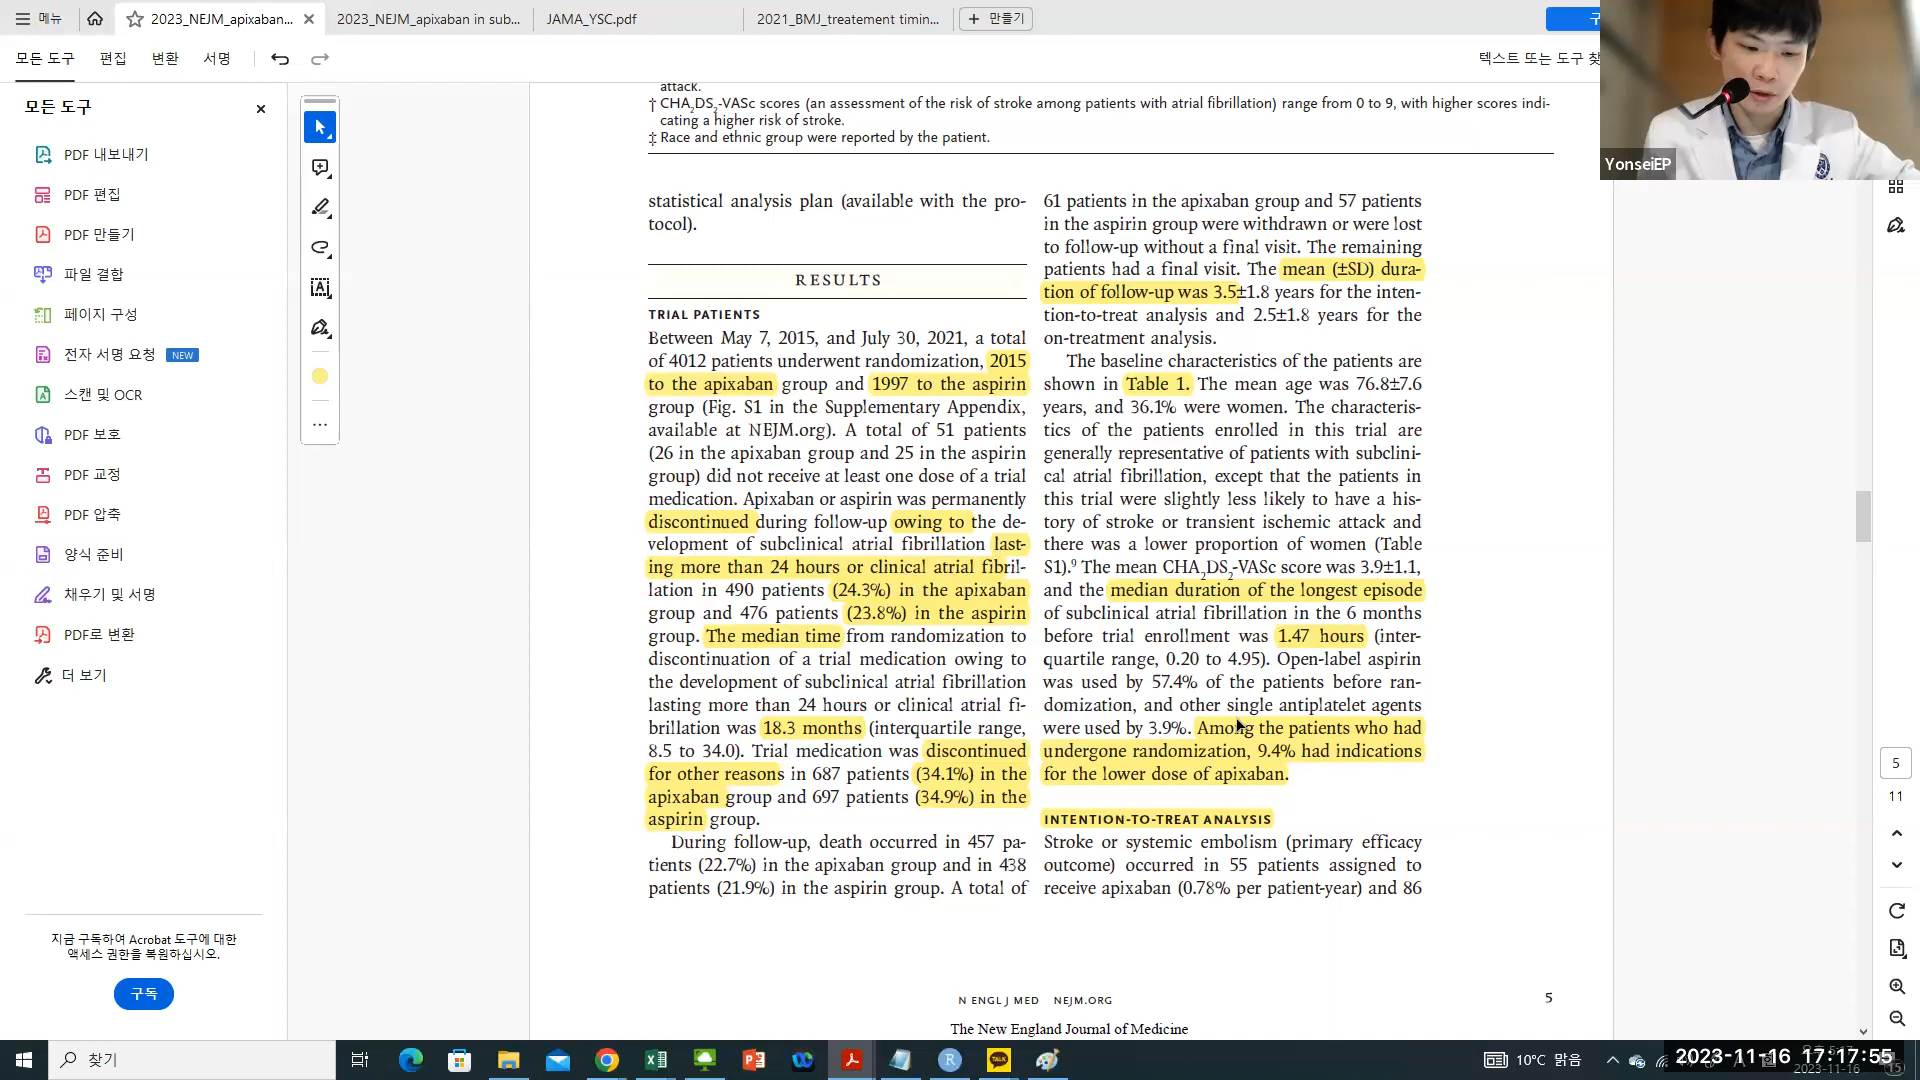 메뉴
2023_NEJM_apixaban...
2023_NEJM_apixaban in sub...
JAMA_YSC.pdf
2021_BMJ_treatement timin...
만들기
모든 도구
편집
변환
서명
텍스트 또는 도구 찾
YonseiEP
모든 도구
PDF 내보내기
PDF 편집
PDF 만들기
파일 결합
페이지 구성
전자 서명 요청 NEW
스캔 및 OCR
PDF 보호
PDF 교정
PDF 압축
양식 준비
채우기 및 서명
PDF로 변환
더 보기
지금 구독하여 Acrobat 도구에 대한
액세스 권한을 복원하십시오.
구독
attack.
† CHA2DS2-VASc scores (an assessment of the risk of stroke among patients with atrial fibrillation) range from 0 to 9, with higher scores indi-
cating a higher risk of stroke.
‡ Race and ethnic group were reported by the patient.
statistical analysis plan (available with the pro-
tocol).
RESULTS
TRIAL PATIENTS
Between May 7, 2015, and July 30, 2021, a total
of 4012 patients underwent randomization, 2015
to the apixaban group and 1997 to the aspirin
group (Fig. S1 in the Supplementary Appendix,
available at NEJM.org). A total of 51 patients
(26 in the apixaban group and 25 in the aspirin
group) did not receive at least one dose of a trial
medication. Apixaban or aspirin was permanently
discontinued during follow-up owing to the de-
velopment of subclinical atrial fibrillation last-
ing more than 24 hours or clinical atrial fibril-
lation in 490 patients (24.3%) in the apixaban
group and 476 patients (23.8%) in the aspirin
group. The median time from randomization to
discontinuation of a trial medication owing to
the development of subclinical atrial fibrillation
lasting more than 24 hours or clinical atrial fi-
brillation was 18.3 months (interquartile range,
8.5 to 34.0). Trial medication was discontinued
for other reasons in 687 patients (34.1%) in the
apixaban group and 697 patients (34.9%) in the
aspirin group.
During follow-up, death occurred in 457 pa-
tients (22.7%) in the apixaban group and in 438
patients (21.9%) in the aspirin group. A total of
61 patients in the apixaban group and 57 patients
in the aspirin group were withdrawn or were lost
to follow-up without a final visit. The remaining
patients had a final visit. The mean (±SD) dura-
tion of follow-up was 3.5±1.8 years for the inten-
tion-to-treat analysis and 2.5±1.8 years for the
on-treatment analysis.
The baseline characteristics of the patients are
shown in Table 1. The mean age was 76.8±7.6
years, and 36.1% were women. The characteris-
tics of the patients enrolled in this trial are
generally representative of patients with subclini-
cal atrial fibrillation, except that the patients in
this trial were slightly less likely to have a his-
tory of stroke or transient ischemic attack and
there was a lower proportion of women (Table
S1).9 The mean CHA2DS2-VASc score was 3.9±1.1,
and the median duration of the longest episode
of subclinical atrial fibrillation in the 6 months
before trial enrollment was 1.47 hours (inter-
quartile range, 0.20 to 4.95). Open-label aspirin
was used by 57.4% of the patients before ran-
domization, and other single antiplatelet agents
were used by 3.9%. Among the patients who had
undergone randomization, 9.4% had indications
for the lower dose of apixaban.
INTENTION-TO-TREAT ANALYSIS
Stroke or systemic embolism (primary efficacy
outcome) occurred in 55 patients assigned to
receive apixaban (0.78% per patient-year) and 86
N ENGL J MED NEJM.ORG
5
The New England Journal of Medicine
5
11
찾기
10°C 맑음
2023-11-16 17:17:55
2023-11-16